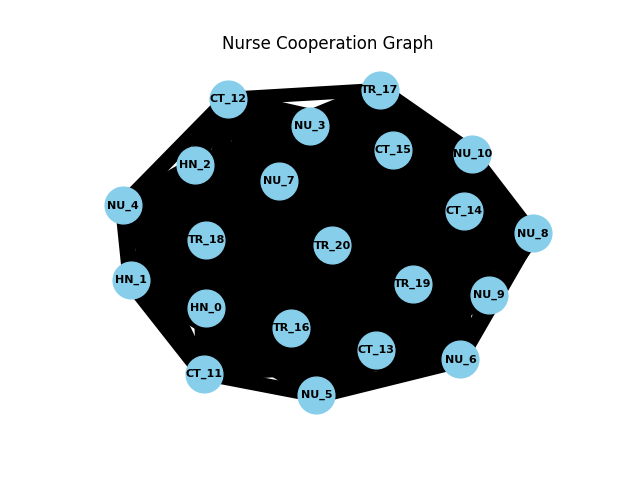 Nurse Cooperation Graph
TR_17
CT_12
NU_3
CT_15
NU_10
HN_2
NU_7
NU_4
CT_14
NU_8
TR_18
TR_20
HN_1
TR_19
NU_9
HN_0
TR_16
CT_13
NU_6
CT_11
NU_5